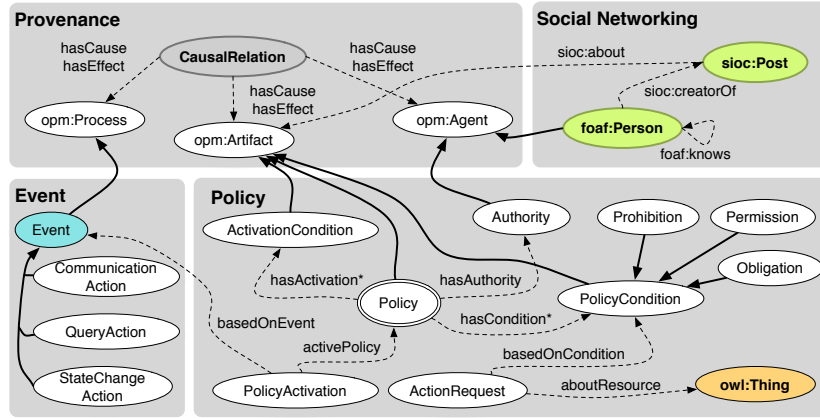 Provenance
Social Networking
hasCause
hasEffect
CausalRelation
hasCause
hasEffect
sioc:about
sioc:Post
hasCause
hasEffect
sioc:creatorOf
opm:Process
opm:Artifact
opm:Agent
foaf:Person
foaf:knows
Event
Policy
Event
ActivationCondition
Authority
Prohibition
Permission
Communication
Action
hasActivation*
hasAuthority
Obligation
Policy
PolicyCondition
QueryAction
basedOnEvent
hasCondition*
activePolicy
basedOnCondition
StateChange
Action
PolicyActivation
ActionRequest
aboutResource
owl:Thing